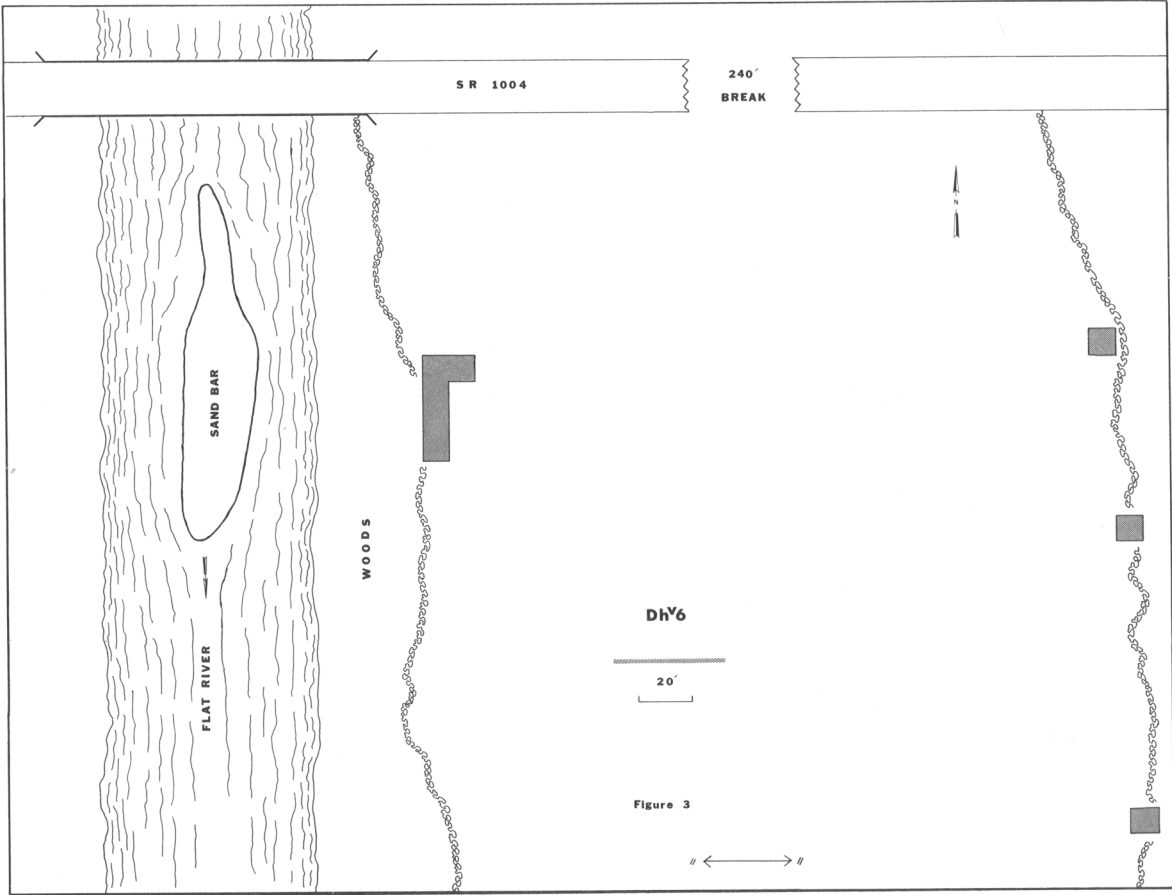 SR 1004
240′
BREAK
N
SAND BAR
WOODS
FLAT RIVER
Dhv6
20′
Figure 3